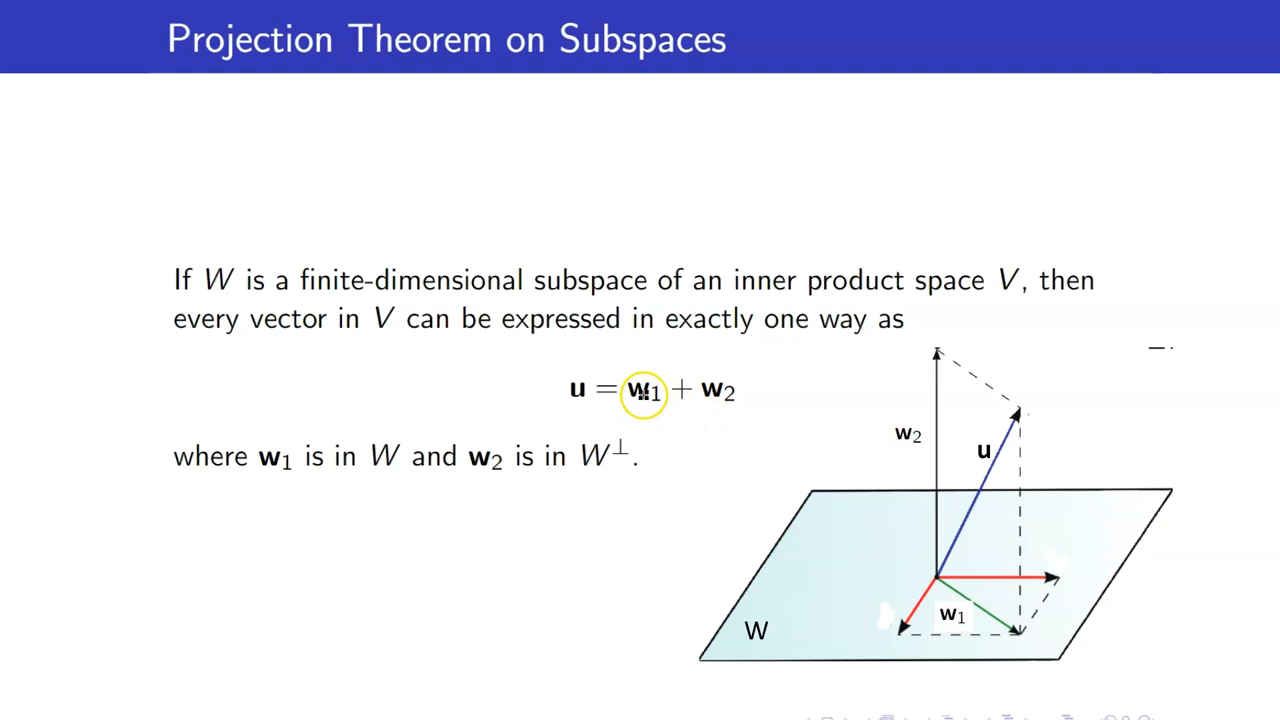 Projection Theorem on Subspaces
If W is a finite-dimensional subspace of an inner product space V, then
every vector in V can be expressed in exactly one way as
u = w₁ + w₂
where w₁ is in W and w₂ is in W⊥.
w₂
u
w₁
W